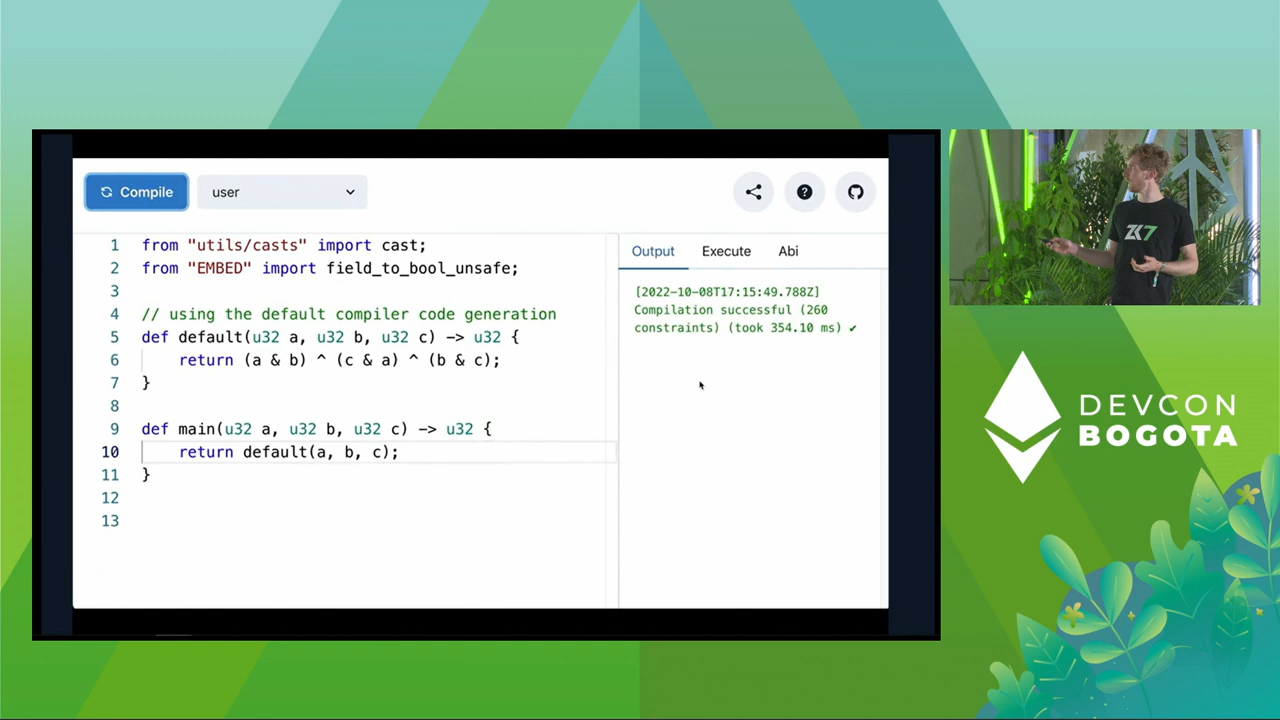 Compile
user
1 from "utils/casts" import cast;
2 from "EMBED" import field_to_bool_unsafe;
3
4 // using the default compiler code generation
5 def default(u32 a, u32 b, u32 c) -> u32 {
6 return (a & b) ^ (c & a) ^ (b & c);
7 }
8
9 def main(u32 a, u32 b, u32 c) -> u32 {
10 return default(a, b, c);
11 }
12
13
Output Execute Abi
[2022-10-08T17:15:49.788Z]
Compilation successful (260
constraints) (took 354.10 ms) ✔
ZK7
DEVCON
BOGOTA